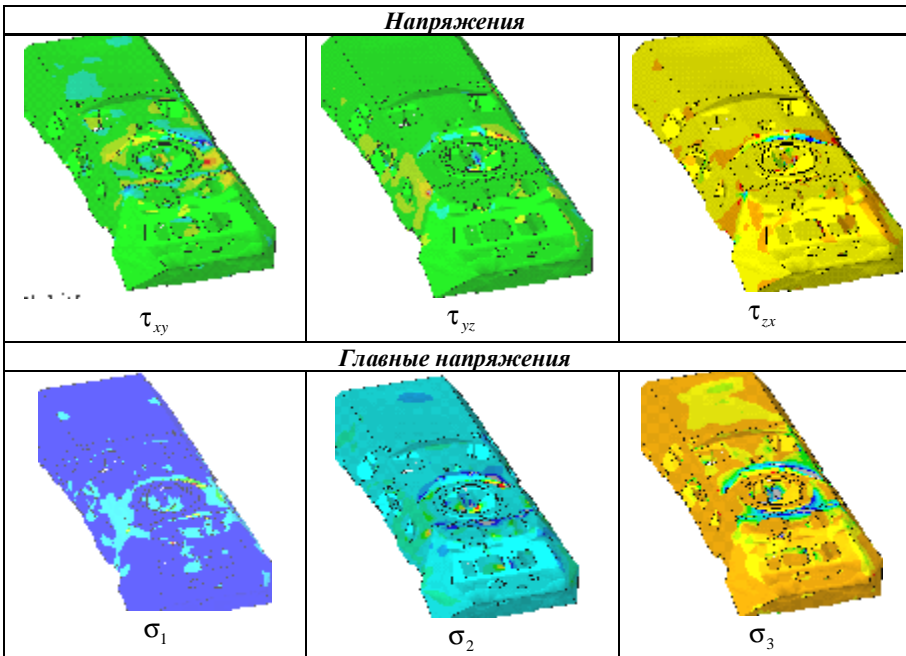 Напряжения
τxy
τyz
τzx
Главные напряжения
σ1
σ2
σ3